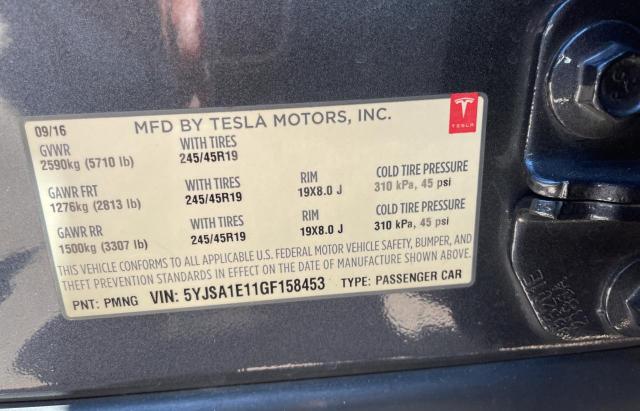 09/16 MFD BY TESLA MOTORS, INC.
TESLA
GVWR WITH TIRES
2590kg (5710 lb) 245/45R19
GAWR FRT WITH TIRES RIM COLD TIRE PRESSURE
1276kg (2813 lb) 245/45R19 19X8.0 J 310 kPa, 45 psi
GAWR RR WITH TIRES RIM COLD TIRE PRESSURE
1500kg (3307 lb) 245/45R19 19X8.0 J 310 kPa, 45 psi
THIS VEHICLE CONFORMS TO ALL APPLICABLE U.S. FEDERAL MOTOR VEHICLE SAFETY, BUMPER, AND
THEFT PREVENTION STANDARDS IN EFFECT ON THE DATE OF MANUFACTURE SHOWN ABOVE.
PNT: PMNG VIN: 5YJSA1E11GF158453 TYPE: PASSENGER CAR